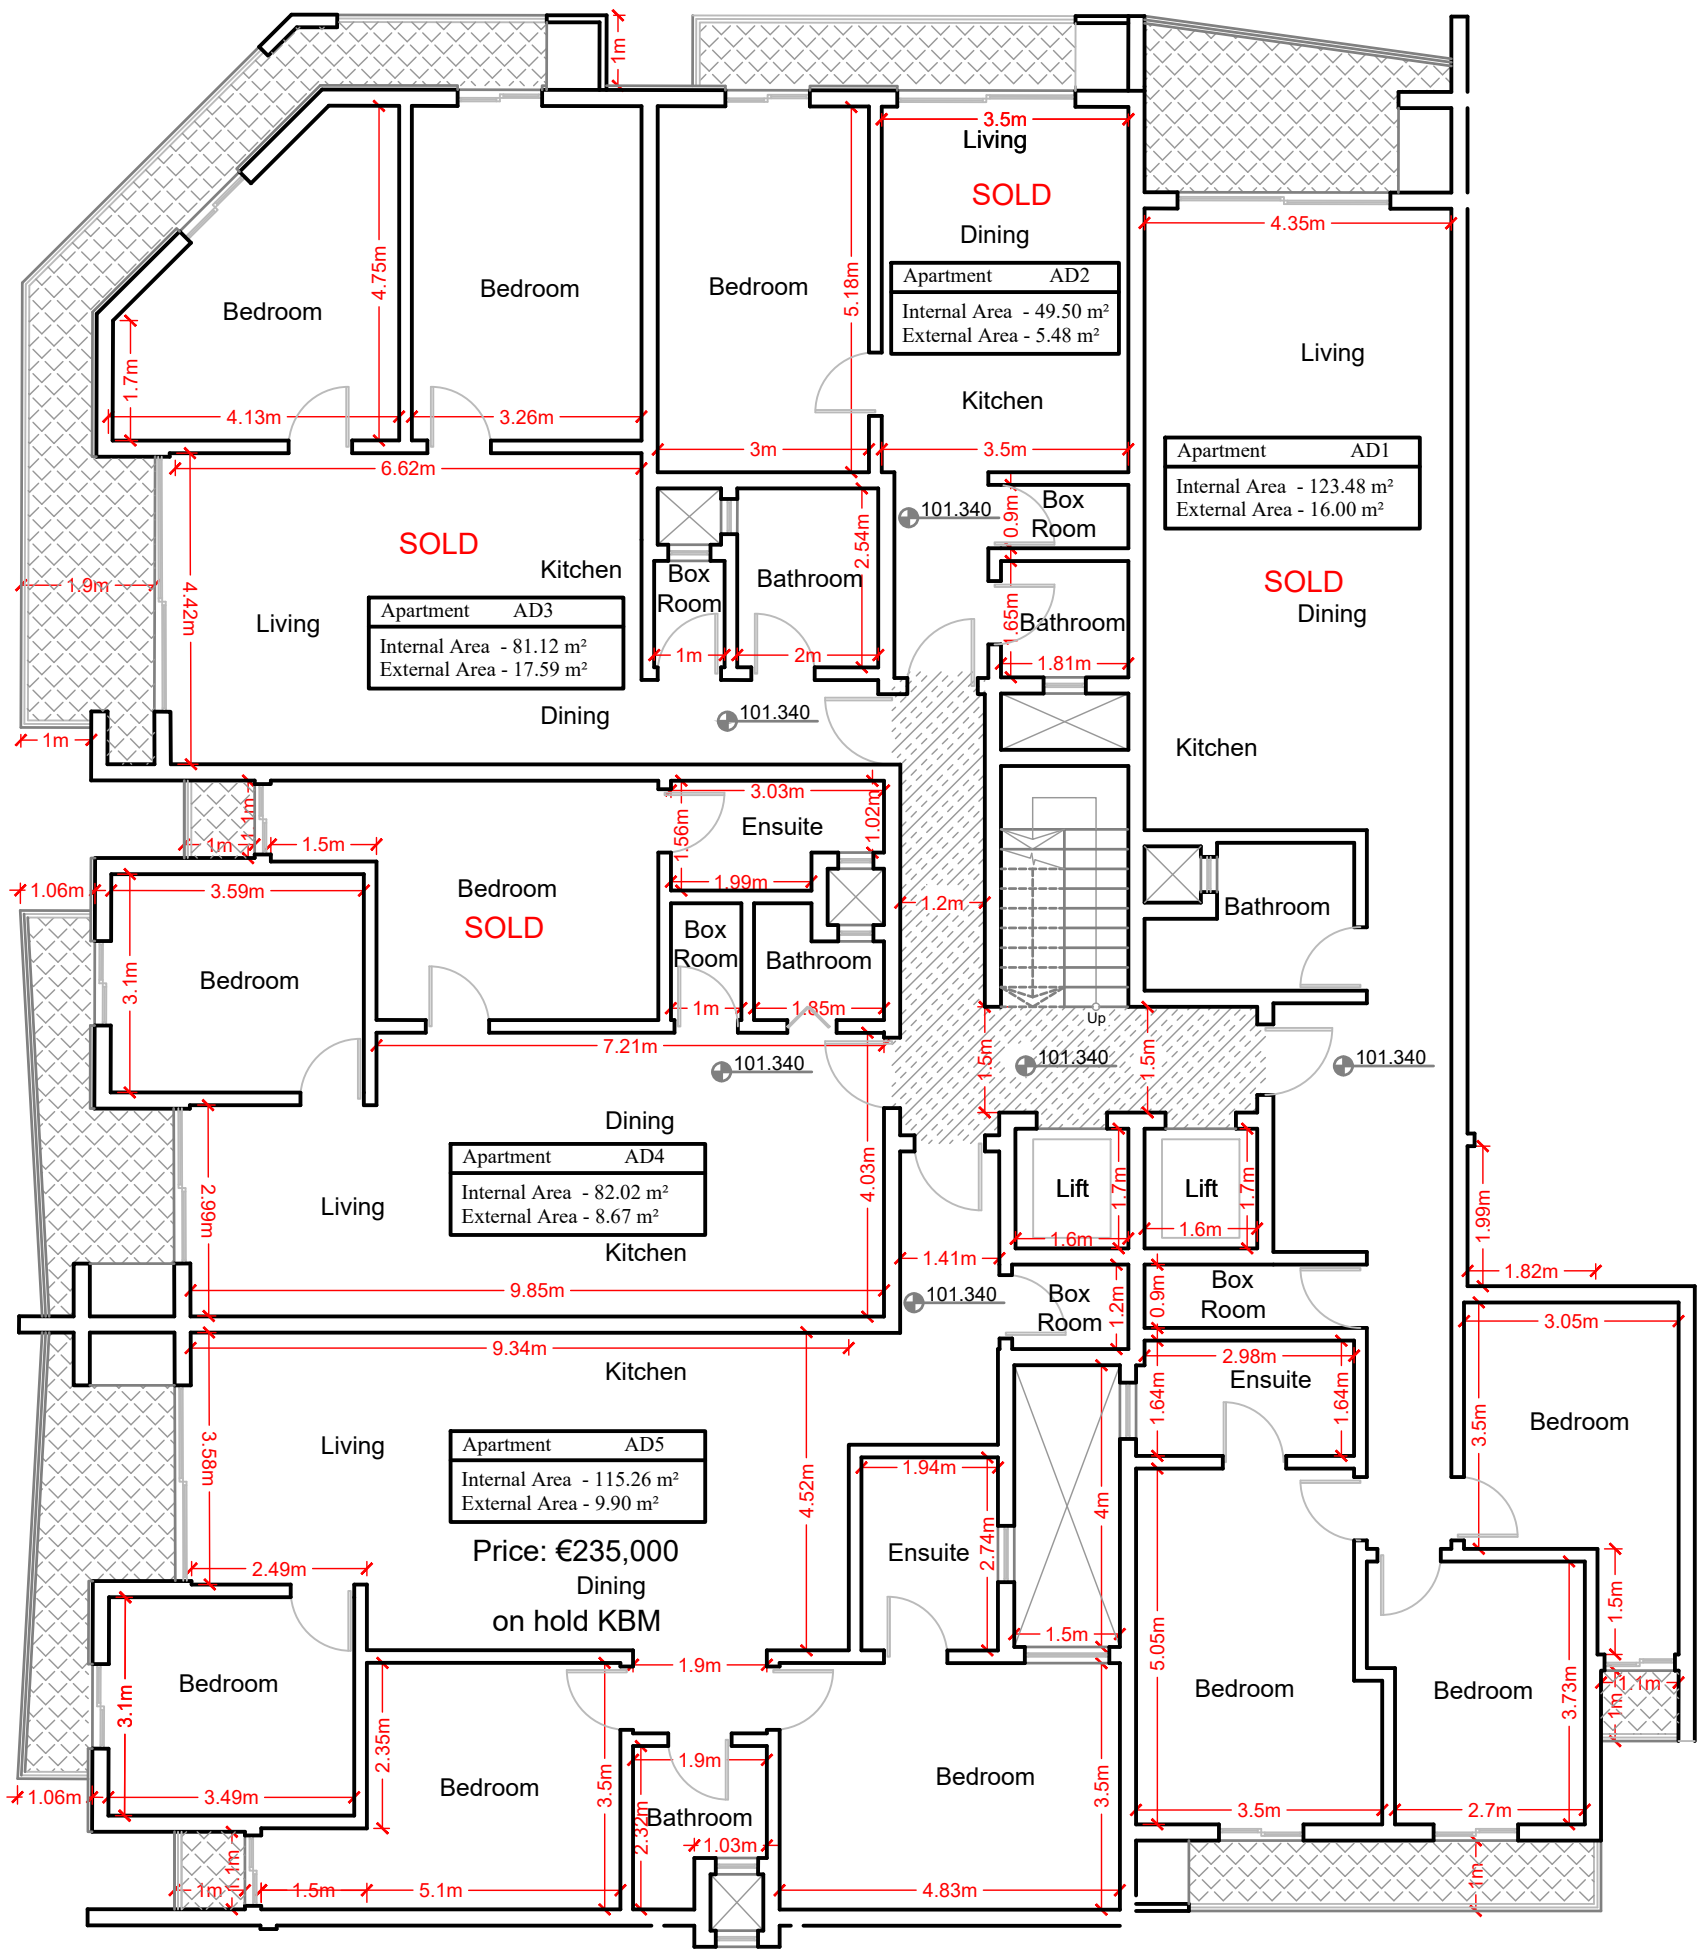 1m
3.5m
Living
SOLD
Dining
4.35m
4.75m
Bedroom
Bedroom
Bedroom
5.18m
Apartment AD2
Internal Area - 49.50 m²
External Area - 5.48 m²
Living
1.7m
4.13m
3.26m
Kitchen
3m
3.5m
6.62m
Apartment AD1
Internal Area - 123.48 m²
External Area - 16.00 m²
SOLD
Dining
101.340
0.9m
Box
Room
SOLD
Kitchen
2.54m
Box
Room
Bathroom
1.9m
4.42m
Living
Apartment AD3
Internal Area - 81.12 m²
External Area - 17.59 m²
1m
2m
1.65m
Bathroom
1.81m
Dining
101.340
1m
Kitchen
1m
1m
1.5m
3.03m
1.56m
Ensuite
1.02m
1.99m
1.06m
3.59m
Bedroom
SOLD
1.2m
Bathroom
Box
Room
Bathroom
3.1m
Bedroom
1m
1.85m
Up
7.21m
101.340
1.5m
101.340
1.5m
101.340
Dining
Apartment AD4
Internal Area - 82.02 m²
External Area - 8.67 m²
4.03m
2.99m
Living
Kitchen
Lift
1.7m
1.6m
Lift
1.7m
1.6m
1.99m
1.41m
1.82m
9.85m
101.340
Box
Room
1.2m
0.9m
Box
Room
3.05m
9.34m
Kitchen
2.98m
Ensuite
1.64m
1.64m
Living
3.58m
Apartment AD5
Internal Area - 115.26 m²
External Area - 9.90 m²
4.52m
1.94m
4m
3.5m
Bedroom
Price: €235,000
Dining
on hold KBM
Ensuite
2.74m
2.49m
1.5m
1.5m
5.05m
1.9m
Bedroom
3.1m
3.49m
1.06m
2.35m
3.5m
1.9m
Bedroom
Bathroom
2.32m
1.03m
Bedroom
3.5m
Bedroom
Bedroom
3.73m
1.1m
1m
3.5m
2.7m
1m
1m
1m
1.5m
5.1m
4.83m